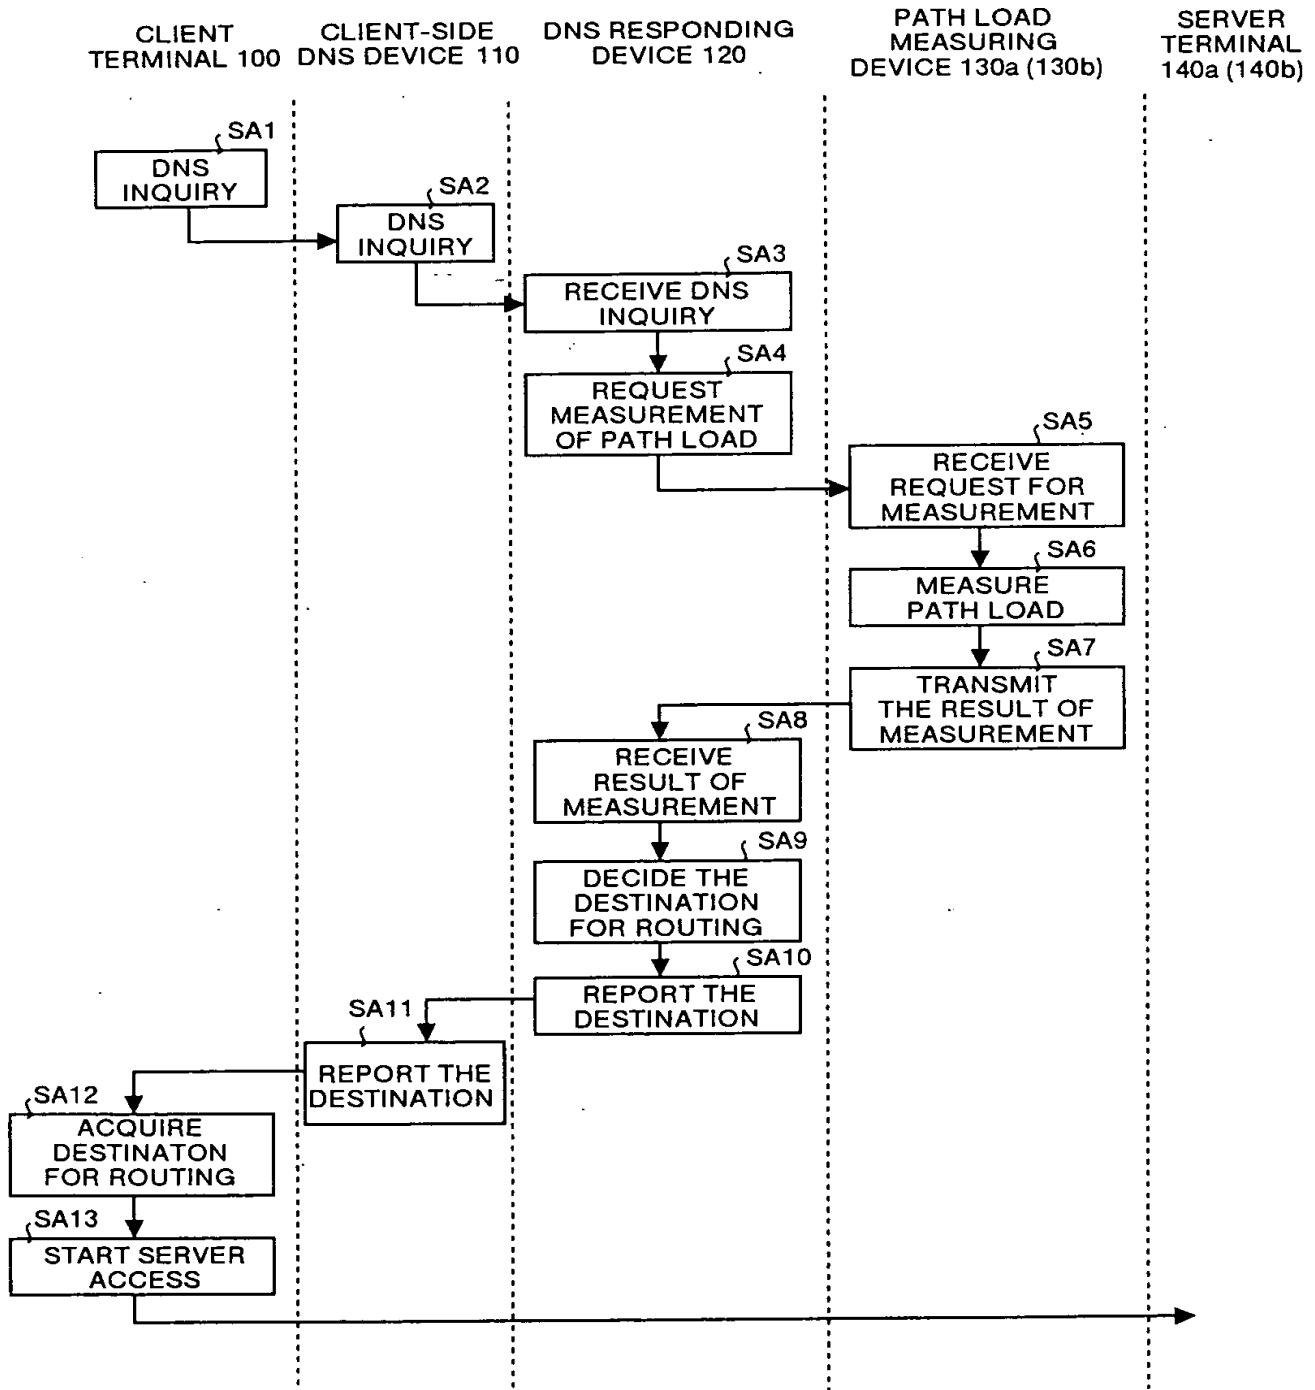 CLIENT
TERMINAL 100
CLIENT-SIDE
DNS DEVICE 110
DNS RESPONDING
DEVICE 120
PATH LOAD
MEASURING
DEVICE 130a (130b)
SERVER
TERMINAL
140a (140b)
SA1
DNS
INQUIRY
SA2
DNS
INQUIRY
SA3
RECEIVE DNS
INQUIRY
SA4
REQUEST
MEASUREMENT
OF PATH LOAD
SA5
RECEIVE
REQUEST FOR
MEASUREMENT
SA6
MEASURE
PATH LOAD
SA7
TRANSMIT
THE RESULT OF
MEASUREMENT
SA8
RECEIVE
RESULT OF
MEASUREMENT
SA9
DECIDE THE
DESTINATION
FOR ROUTING
SA10
REPORT THE
DESTINATION
SA11
REPORT THE
DESTINATION
SA12
ACQUIRE
DESTINATON
FOR ROUTING
SA13
START SERVER
ACCESS